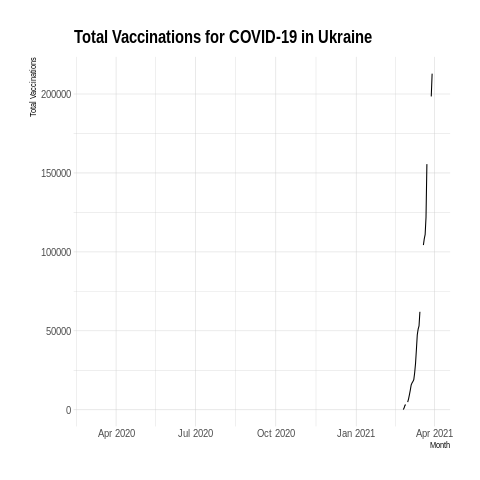 Total Vaccinations for COVID-19 in Ukraine
Total Vaccinations
200000
150000
100000
50000
0
Apr 2020 Jul 2020 Oct 2020 Jan 2021 Apr 2021
Month